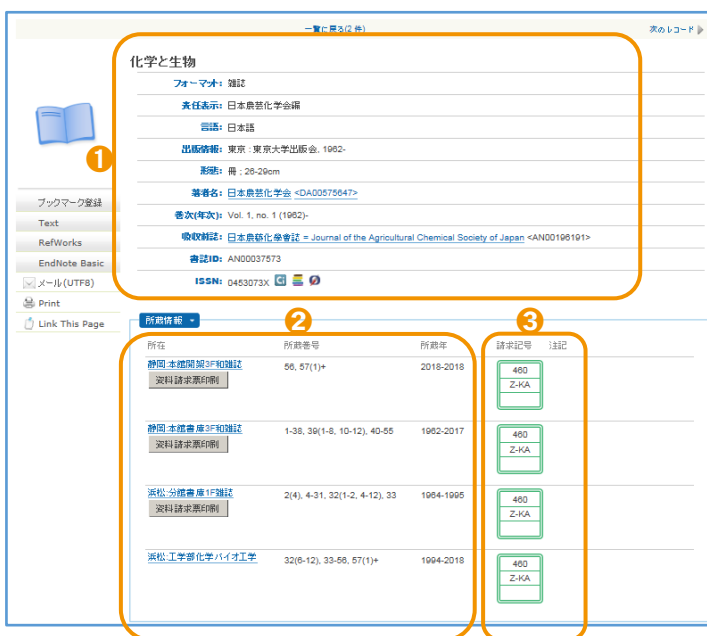 一覧に戻る(2 件)
次のレコード
化学と生物
フォーマット: 雑誌
責任表示: 日本農芸化学会編
言語: 日本語
出版情報: 東京 : 東京大学出版会, 1962-
形態: 冊 ; 26-29cm
著者名: 日本農芸化学会 <DA00575647>
巻次(年次): Vol. 1, no. 1 (1962)-
吸収前誌: 日本農藝化學會誌 = Journal of the Agricultural Chemical Society of Japan <AN00196191>
書誌ID: AN00037573
ISSN: 0453073X
1
ブックマーク登録
Text
RefWorks
EndNote Basic
メール(UTF8)
Print
Link This Page
所蔵情報
2
3
所在 所蔵巻号 所蔵年 請求記号 注記
静岡:本館開架3F和雑誌 56, 57(1)+ 2018-2018 460
資料請求票印刷 Z-KA
静岡:本館書庫3F和雑誌 1-38, 39(1-8, 10-12), 40-55 1962-2017 460
資料請求票印刷 Z-KA
浜松:分館書庫1F雑誌 2(4), 4-31, 32(1-2, 4-12), 33 1964-1995 460
資料請求票印刷 Z-KA
浜松:工学部化学バイオ工学 32(6-12), 33-56, 57(1)+ 1994-2018 460
Z-KA